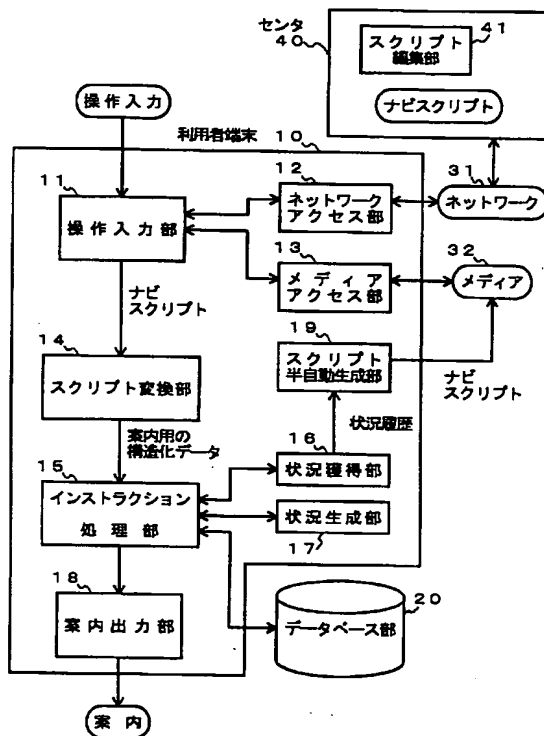 センタ
40
41
スクリプト
編集部
ナビスクリプト
操作入力
利用者端末
10
11
操作入力部
12
ネットワーク
アクセス部
31
ネットワーク
13
メディア
アクセス部
32
メディア
ナビ
スクリプト
19
スクリプト
半自動生成部
ナビ
スクリプト
14
スクリプト変換部
状況履歴
案内用の
構造化データ
16
状況獲得部
15
インストラクション
処理部
状況生成部
17
18
案内出力部
20
データベース部
案内